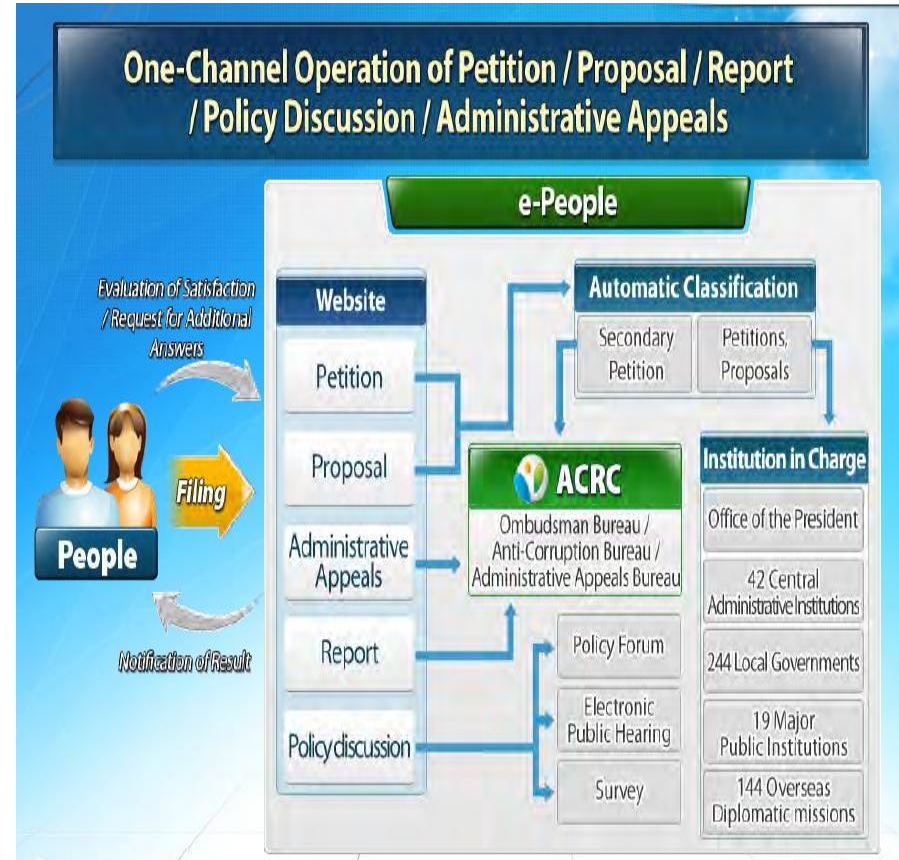 One-Channel Operation of Petition / Proposal / Report
/ Policy Discussion / Administrative Appeals
e-People
Evaluation of Satisfaction
/ Request for Additional
Answers
People
Filing
Notification of Result
Website
Petition
Proposal
Administrative
Appeals
Report
Policy discussion
Automatic Classification
Secondary
Petition
Petitions,
Proposals
ACRC
Ombudsman Bureau /
Anti-Corruption Bureau /
Administrative Appeals Bureau
Policy Forum
Electronic
Public Hearing
Survey
Institution in Charge
Office of the President
42 Central
Administrative Institutions
244 Local Governments
19 Major
Public Institutions
144 Overseas
Diplomatic missions